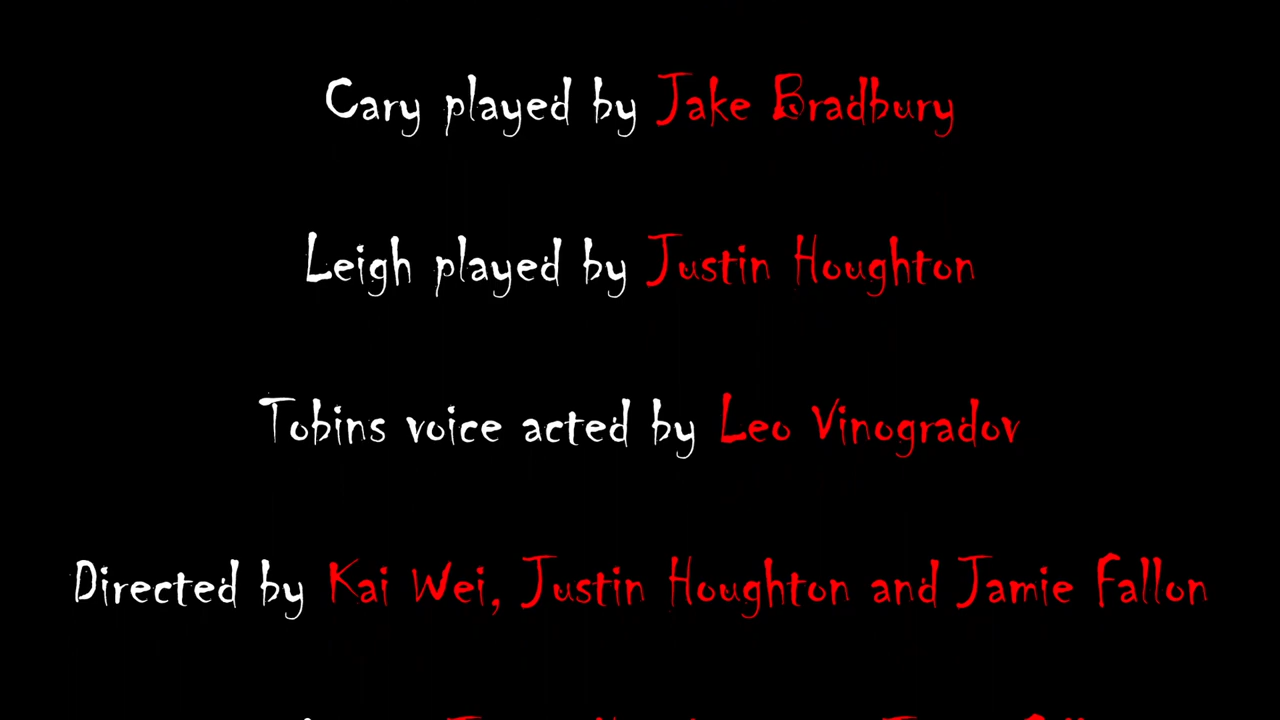 Cary played by Jake Bradbury
Leigh played by Justin Houghton
Tobins voice acted by Leo Vinogradov
Directed by Kai Wei, Justin Houghton and Jamie Fallon